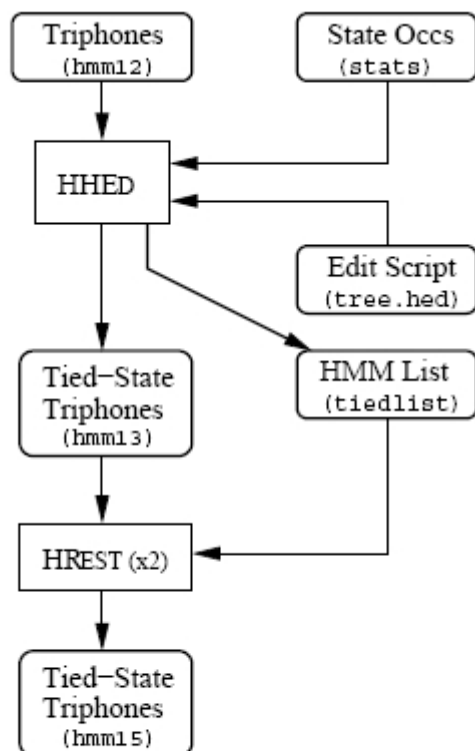 Triphones
(hmm12)
State Occs
(stats)
HHED
Edit Script
(tree.hed)
Tied-State
Triphones
(hmm13)
HMM List
(tiedlist)
HREST (x2)
Tied-State
Triphones
(hmm15)